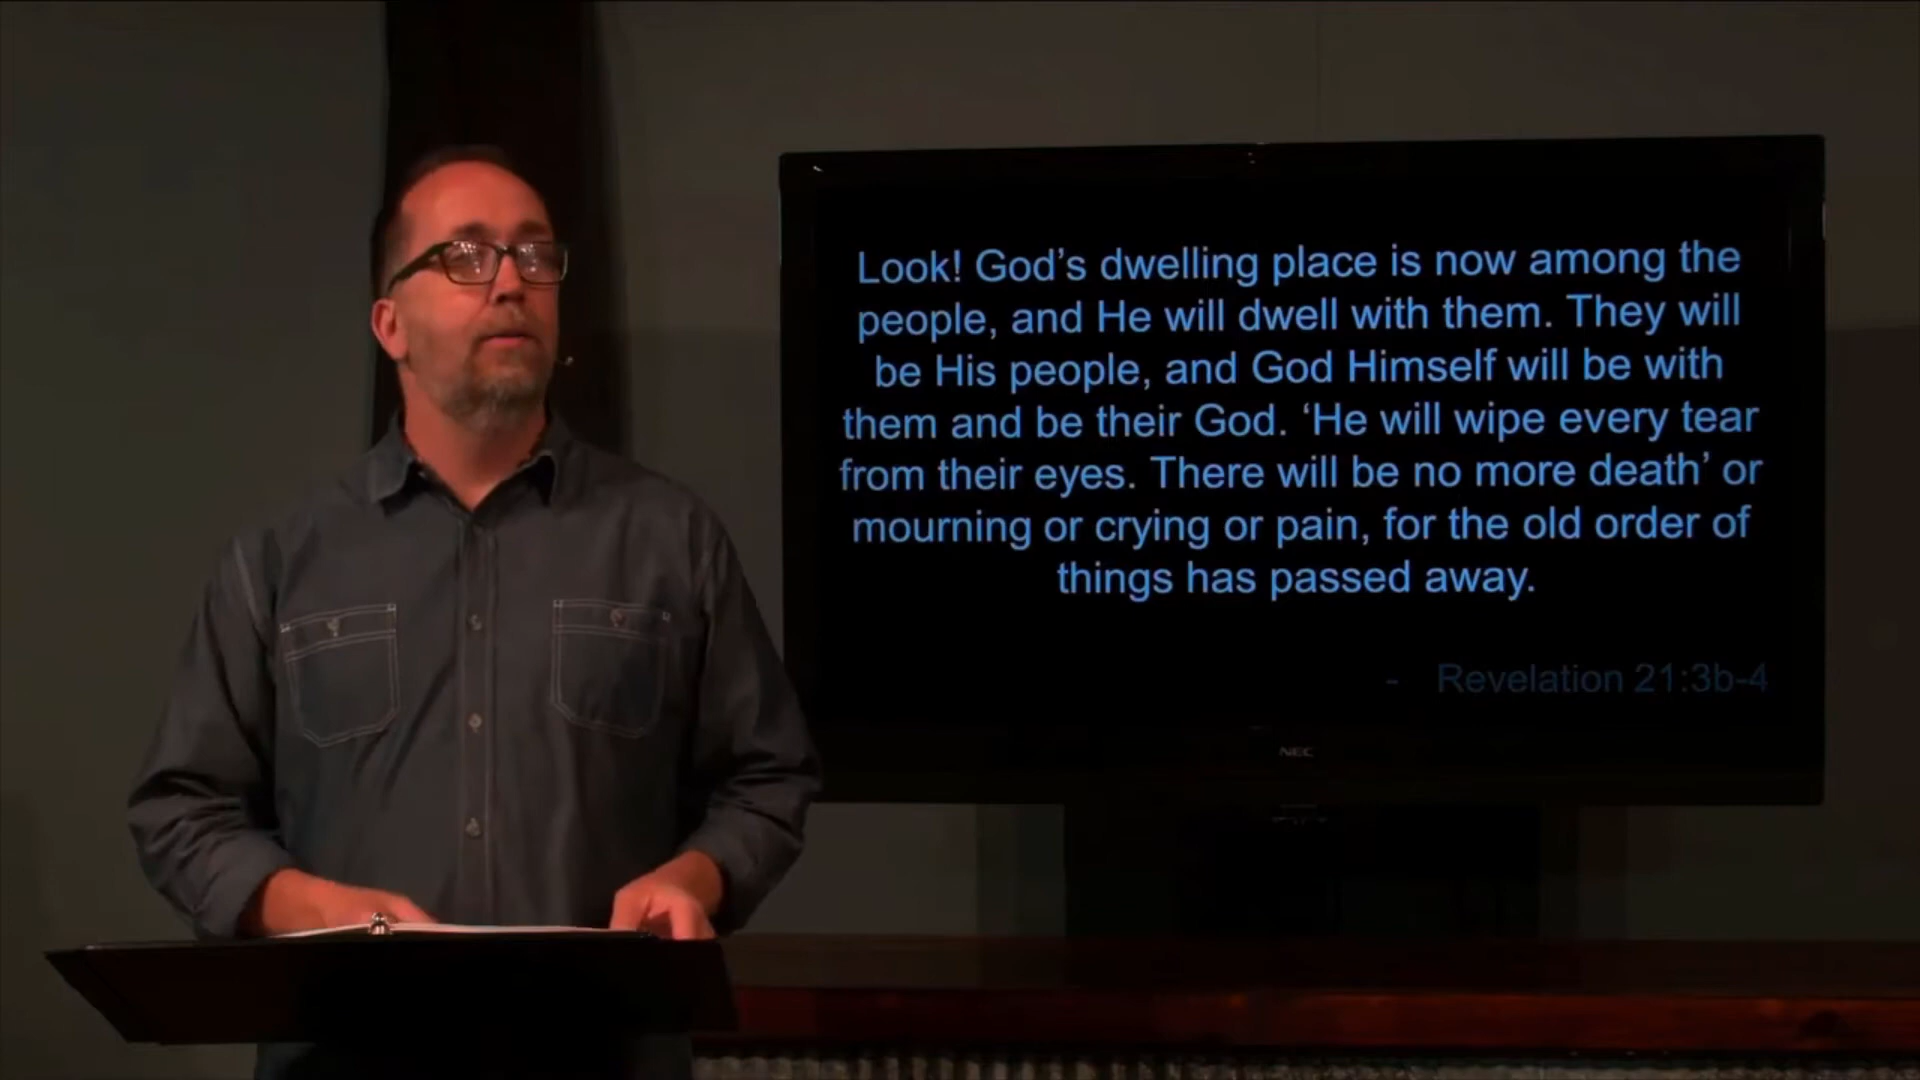 Look! God’s dwelling place is now among the
people, and He will dwell with them. They will
be His people, and God Himself will be with
them and be their God. ‘He will wipe every tear
from their eyes. There will be no more death’ or
mourning or crying or pain, for the old order of
things has passed away.
- Revelation 21:3b-4
NEC